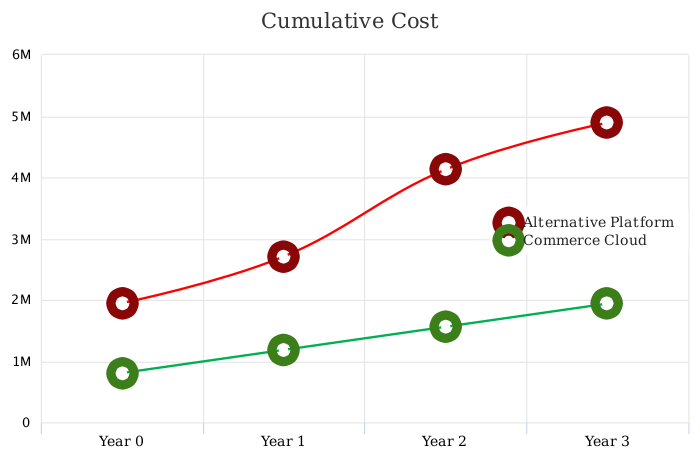 Cumulative Cost
6M
5M
4M
3M
2M
1M
0
Alternative Platform
Commerce Cloud
Year 0
Year 1
Year 2
Year 3